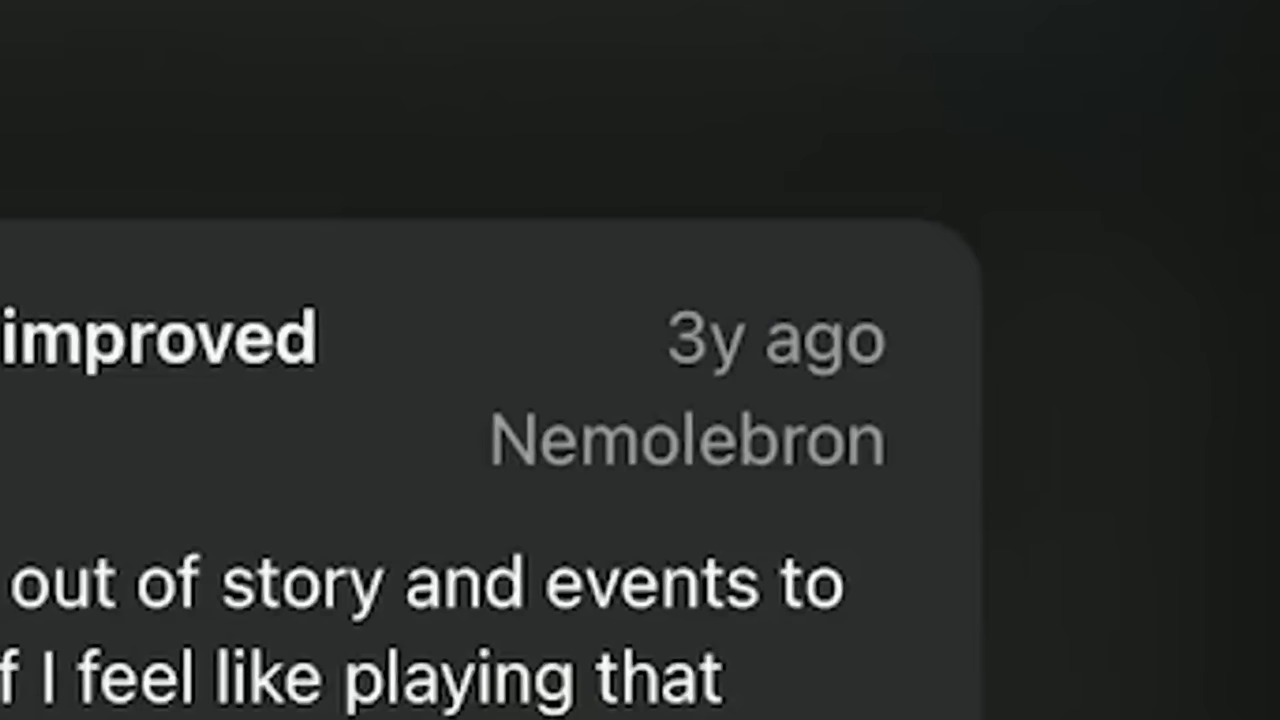 improved
3y ago
Nemolebron
out of story and events to
f I feel like playing that